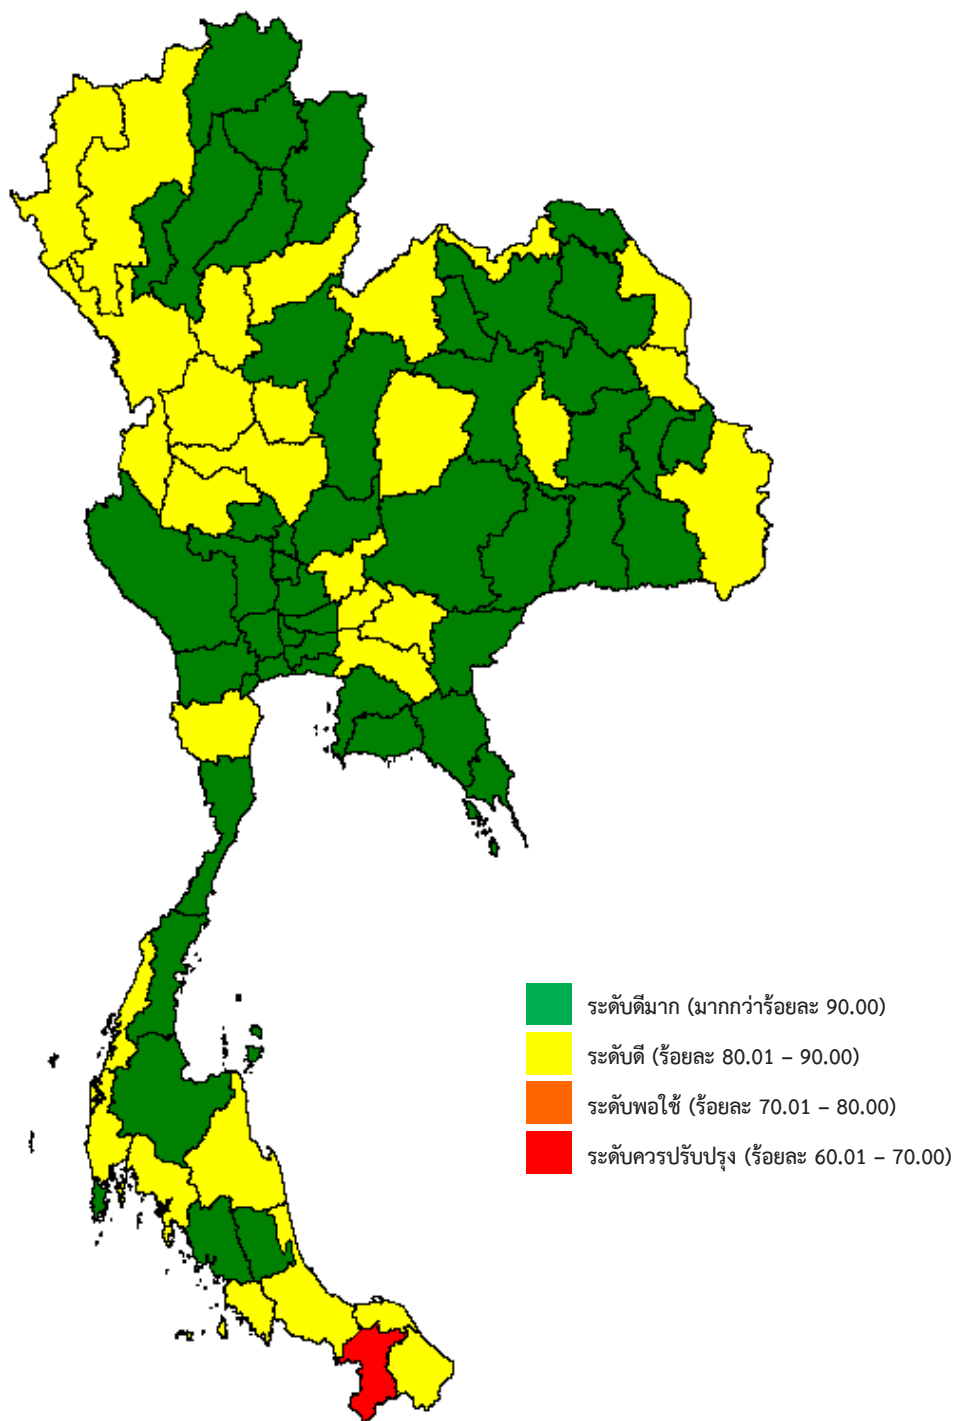 ระดับดีมาก (มากกว่าร้อยละ 90.00)
ระดับดี (ร้อยละ 80.01 – 90.00)
ระดับพอใช้ (ร้อยละ 70.01 – 80.00)
ระดับควรปรับปรุง (ร้อยละ 60.01 – 70.00)